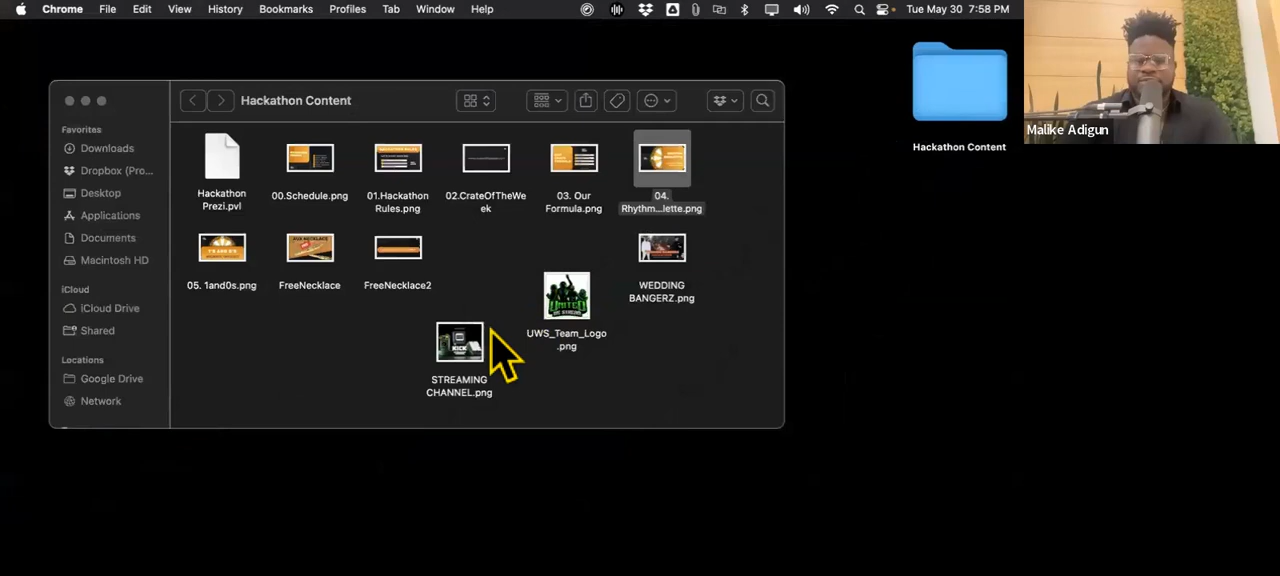 Chrome File Edit View History Bookmarks Profiles Tab Window Help Tue May 30 7:58 PM
Hackathon Content
Favorites
Downloads
Dropbox (Pro...
Desktop
Applications
Documents
Macintosh HD
iCloud
iCloud Drive
Shared
Locations
Google Drive
Network
Hackathon
Prezi.pvl
00.Schedule.png
01.Hackathon
Rules.png
02.CrateOfTheWe
ek
03. Our
Formula.png
04.
Rhythm...lette.png
05. 1and0s.png
FreeNecklace
FreeNecklace2
STREAMING
CHANNEL.png
UWS_Team_Logo
.png
WEDDING
BANGERZ.png
Hackathon Content
Malike Adigun